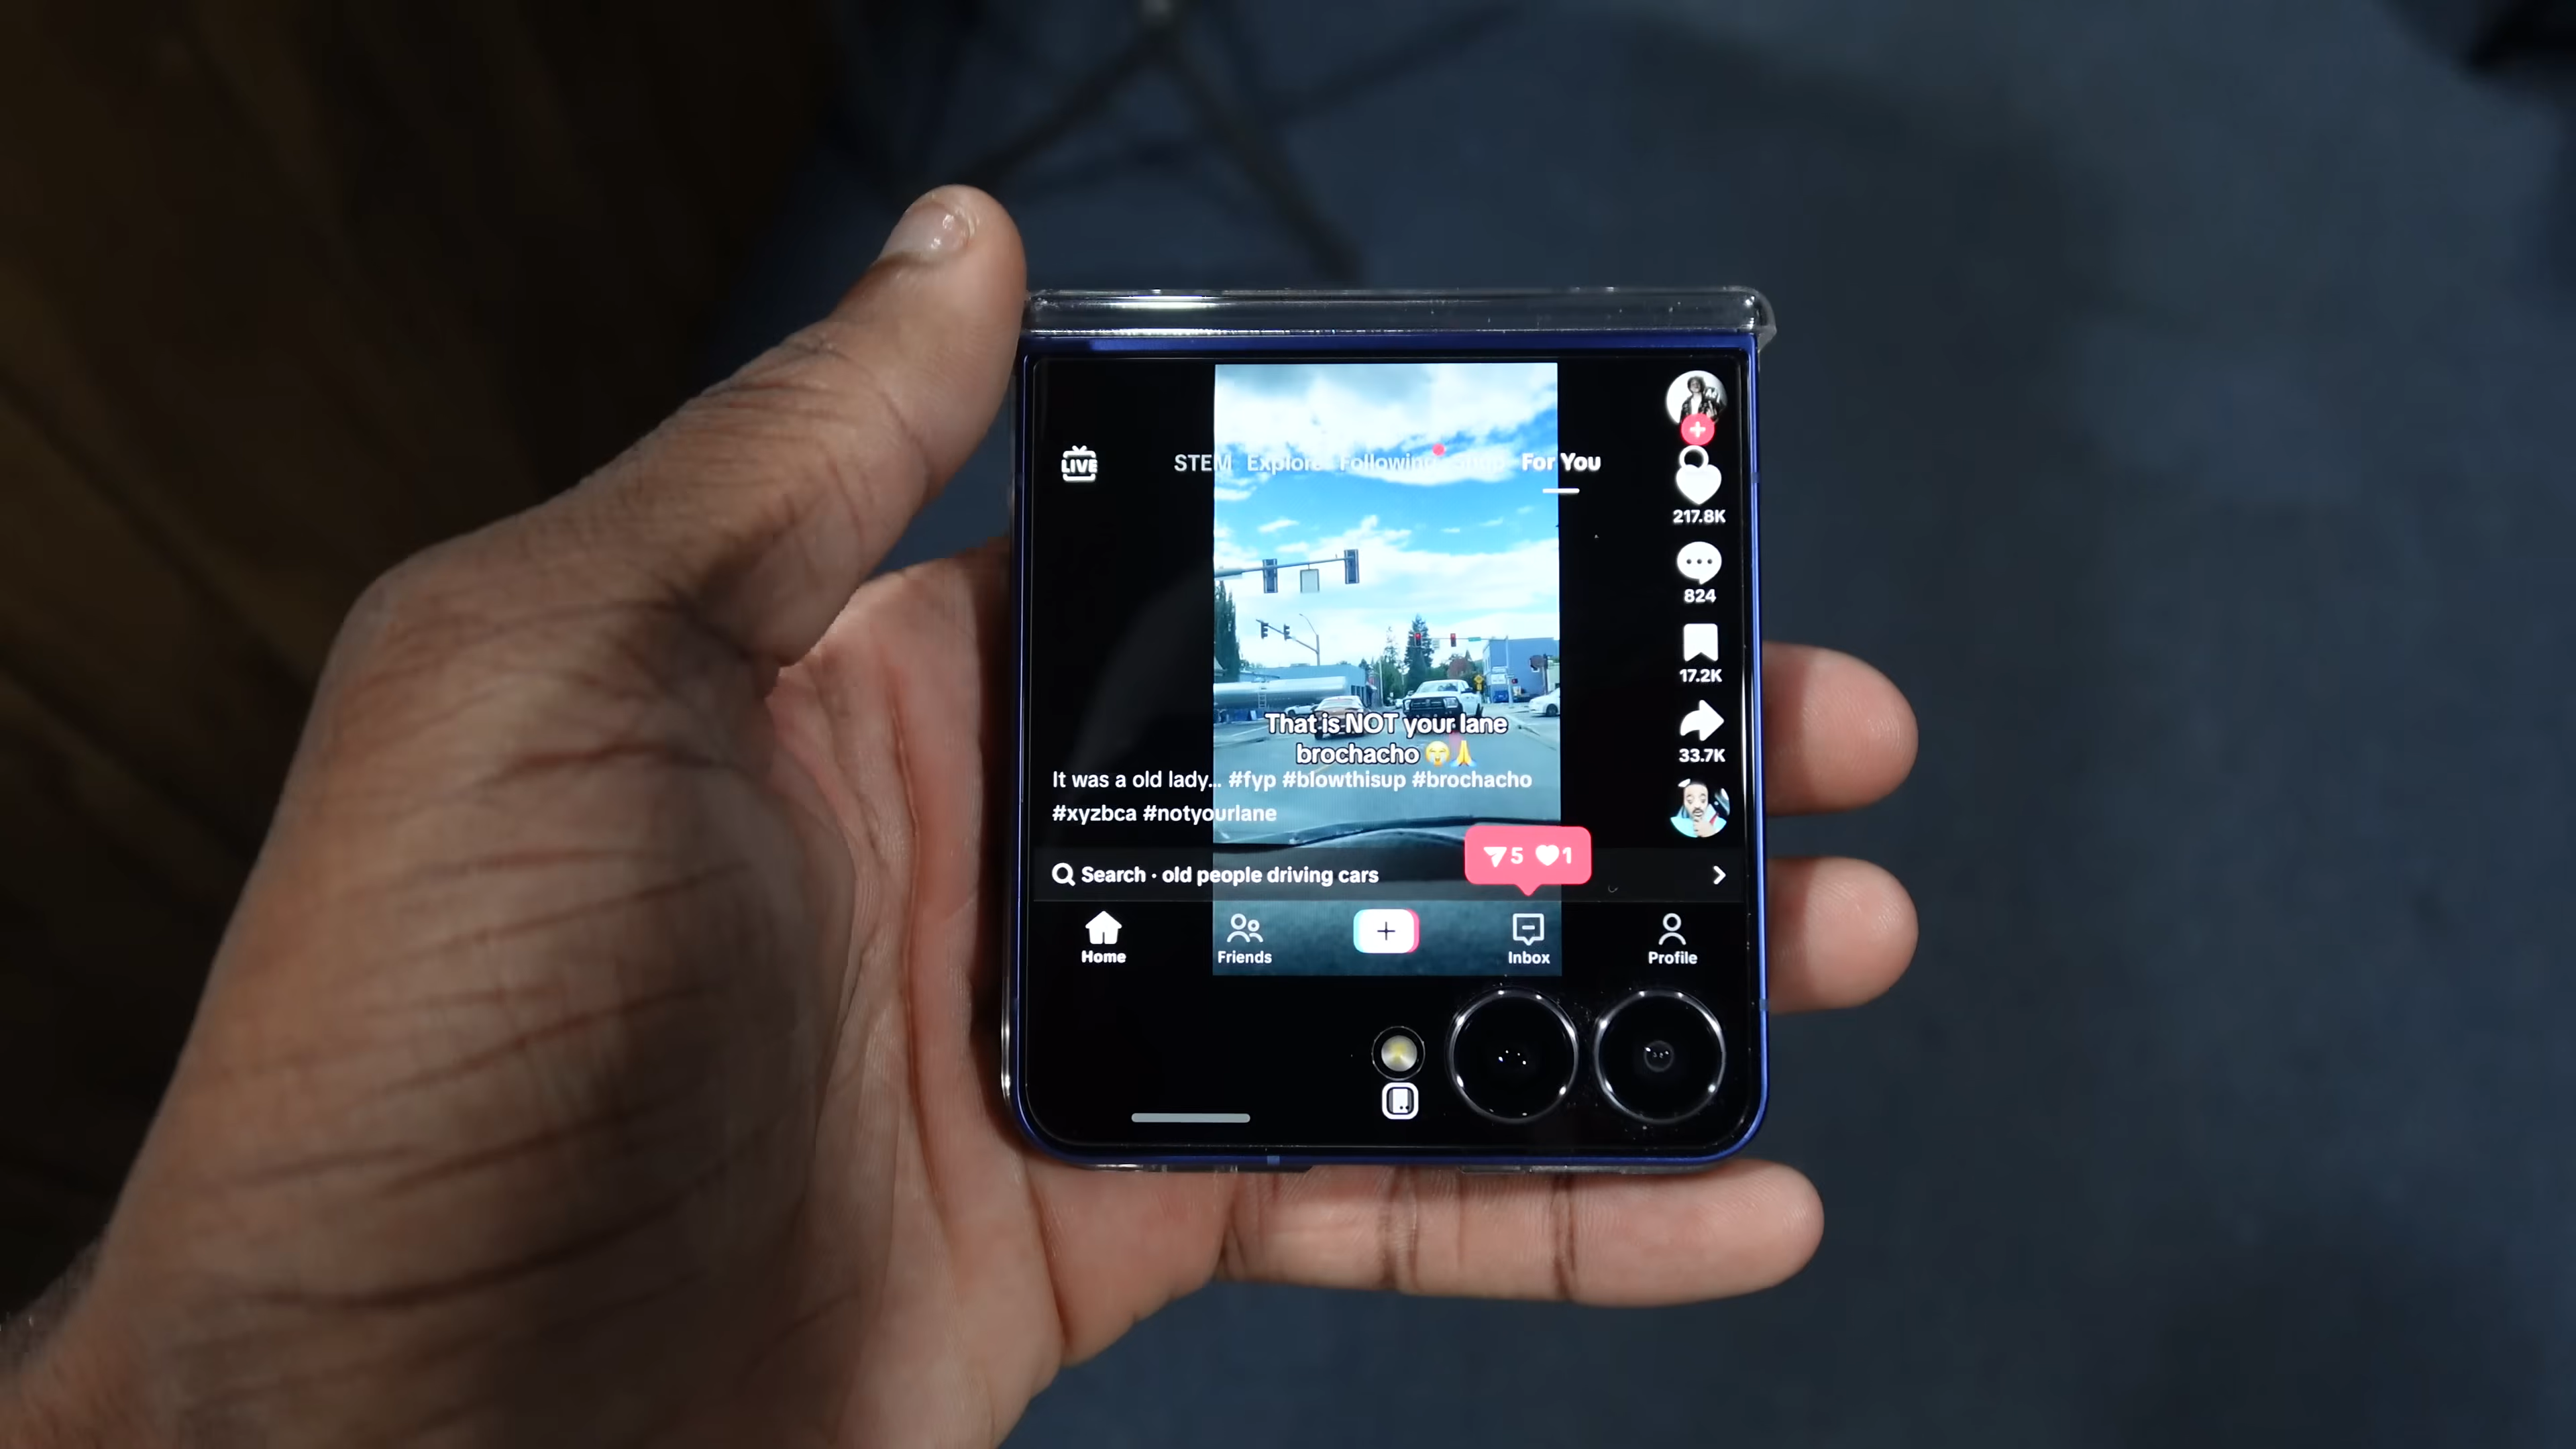 LIVE
STEM Explore Following Shop For You
217.8K
824
17.2K
33.7K
That is NOT your lane
brochacho 😭🙏
It was a old lady... #fyp #blowthisup #brochacho
#xyzbca #notyourlane
5 1
Search · old people driving cars
Home
Friends
Inbox
Profile